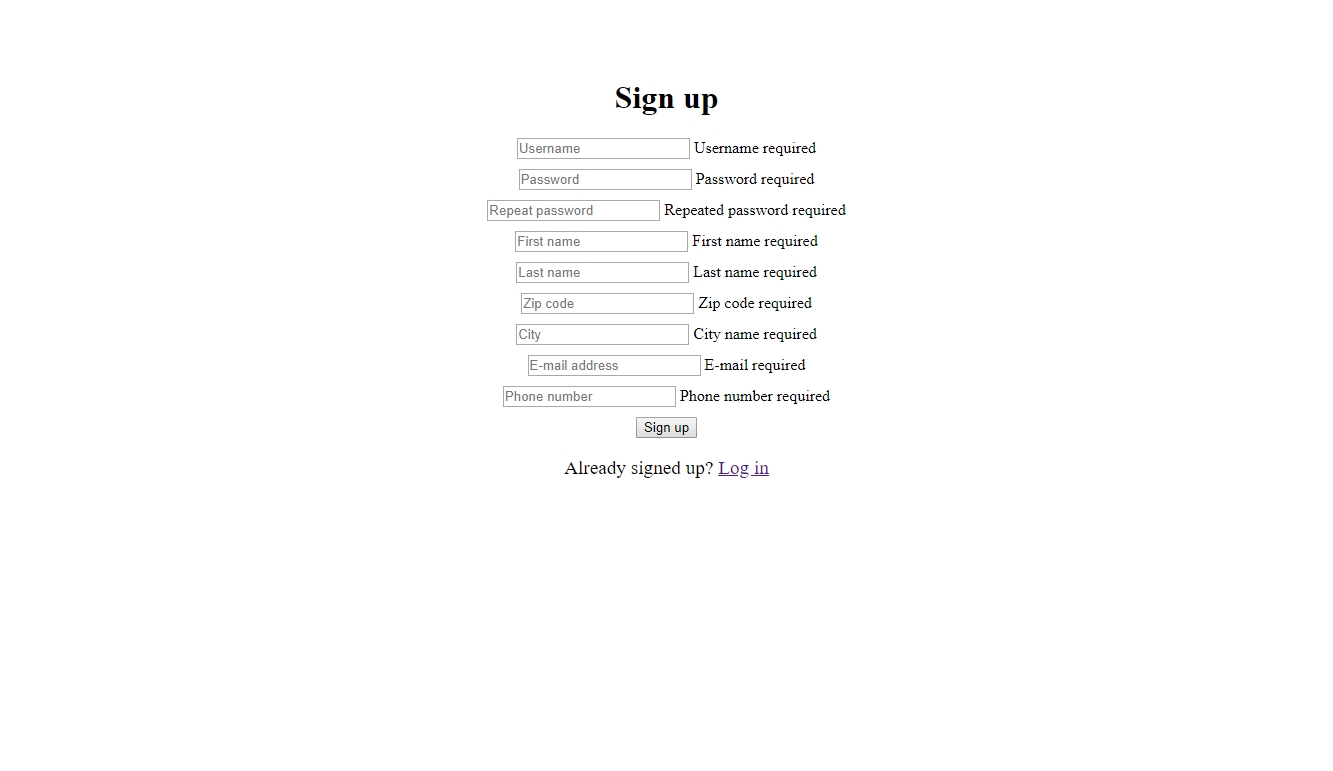 Sign up
Username Username required
Password Password required
Repeat password Repeated password required
First name First name required
Last name Last name required
Zip code Zip code required
City City name required
E-mail address E-mail required
Phone number Phone number required
Sign up
Already signed up? Log in